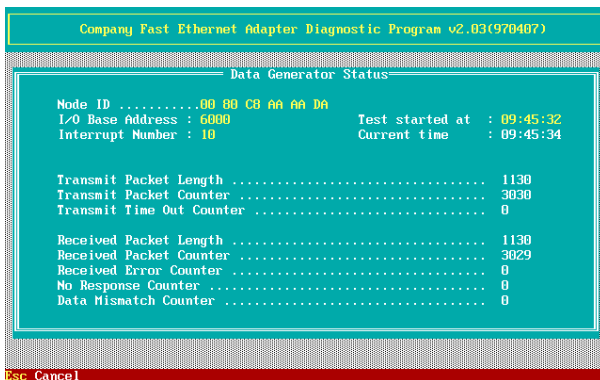 Company Fast Ethernet Adapter Diagnostic Program v2.03(970407)
Data Generator Status
Node ID ...........00 80 C8 AA AA DA
I/O Base Address : 6000 Test started at : 09:45:32
Interrupt Number : 10 Current time : 09:45:34
Transmit Packet Length .................................. 1130
Transmit Packet Counter ................................. 3030
Transmit Time Out Counter ............................... 0
Received Packet Length .................................. 1130
Received Packet Counter ................................. 3029
Received Error Counter .................................. 0
No Response Counter ..................................... 0
Data Mismatch Counter ................................... 0
Esc Cancel